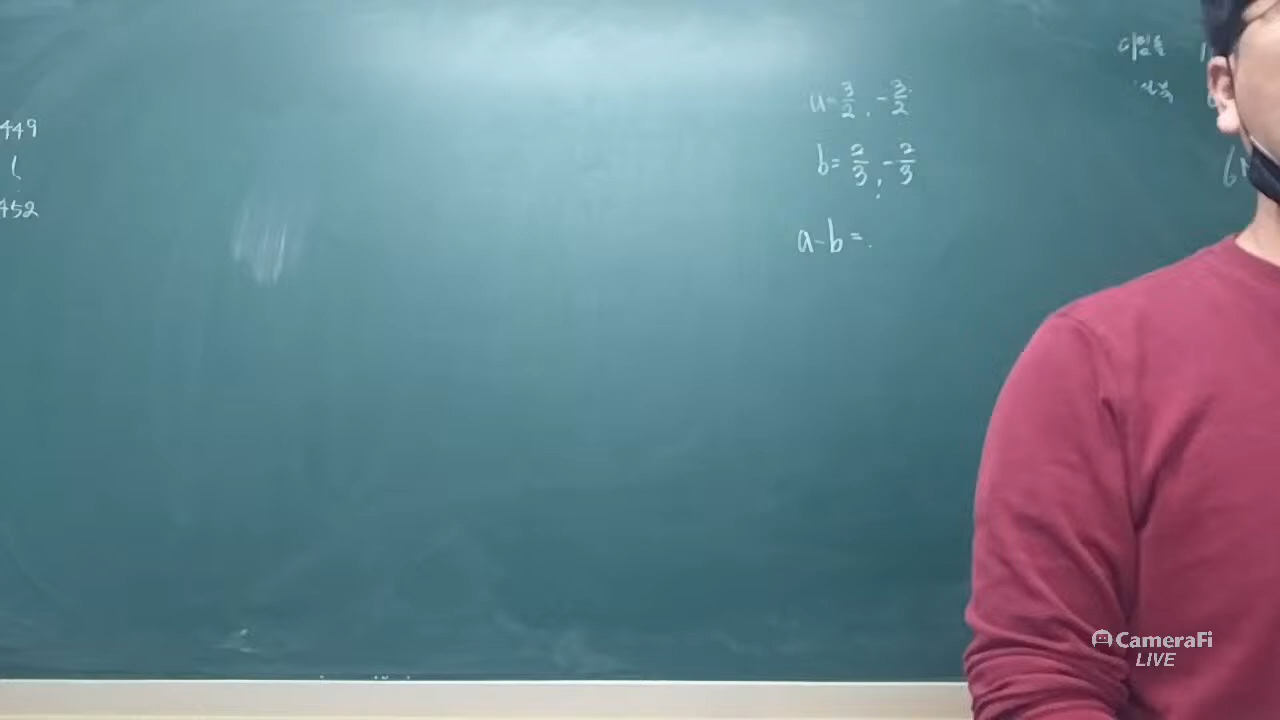 449
452
a=3/2, -3/2
b=2/3, -2/3
a-b=
CameraFi
LIVE